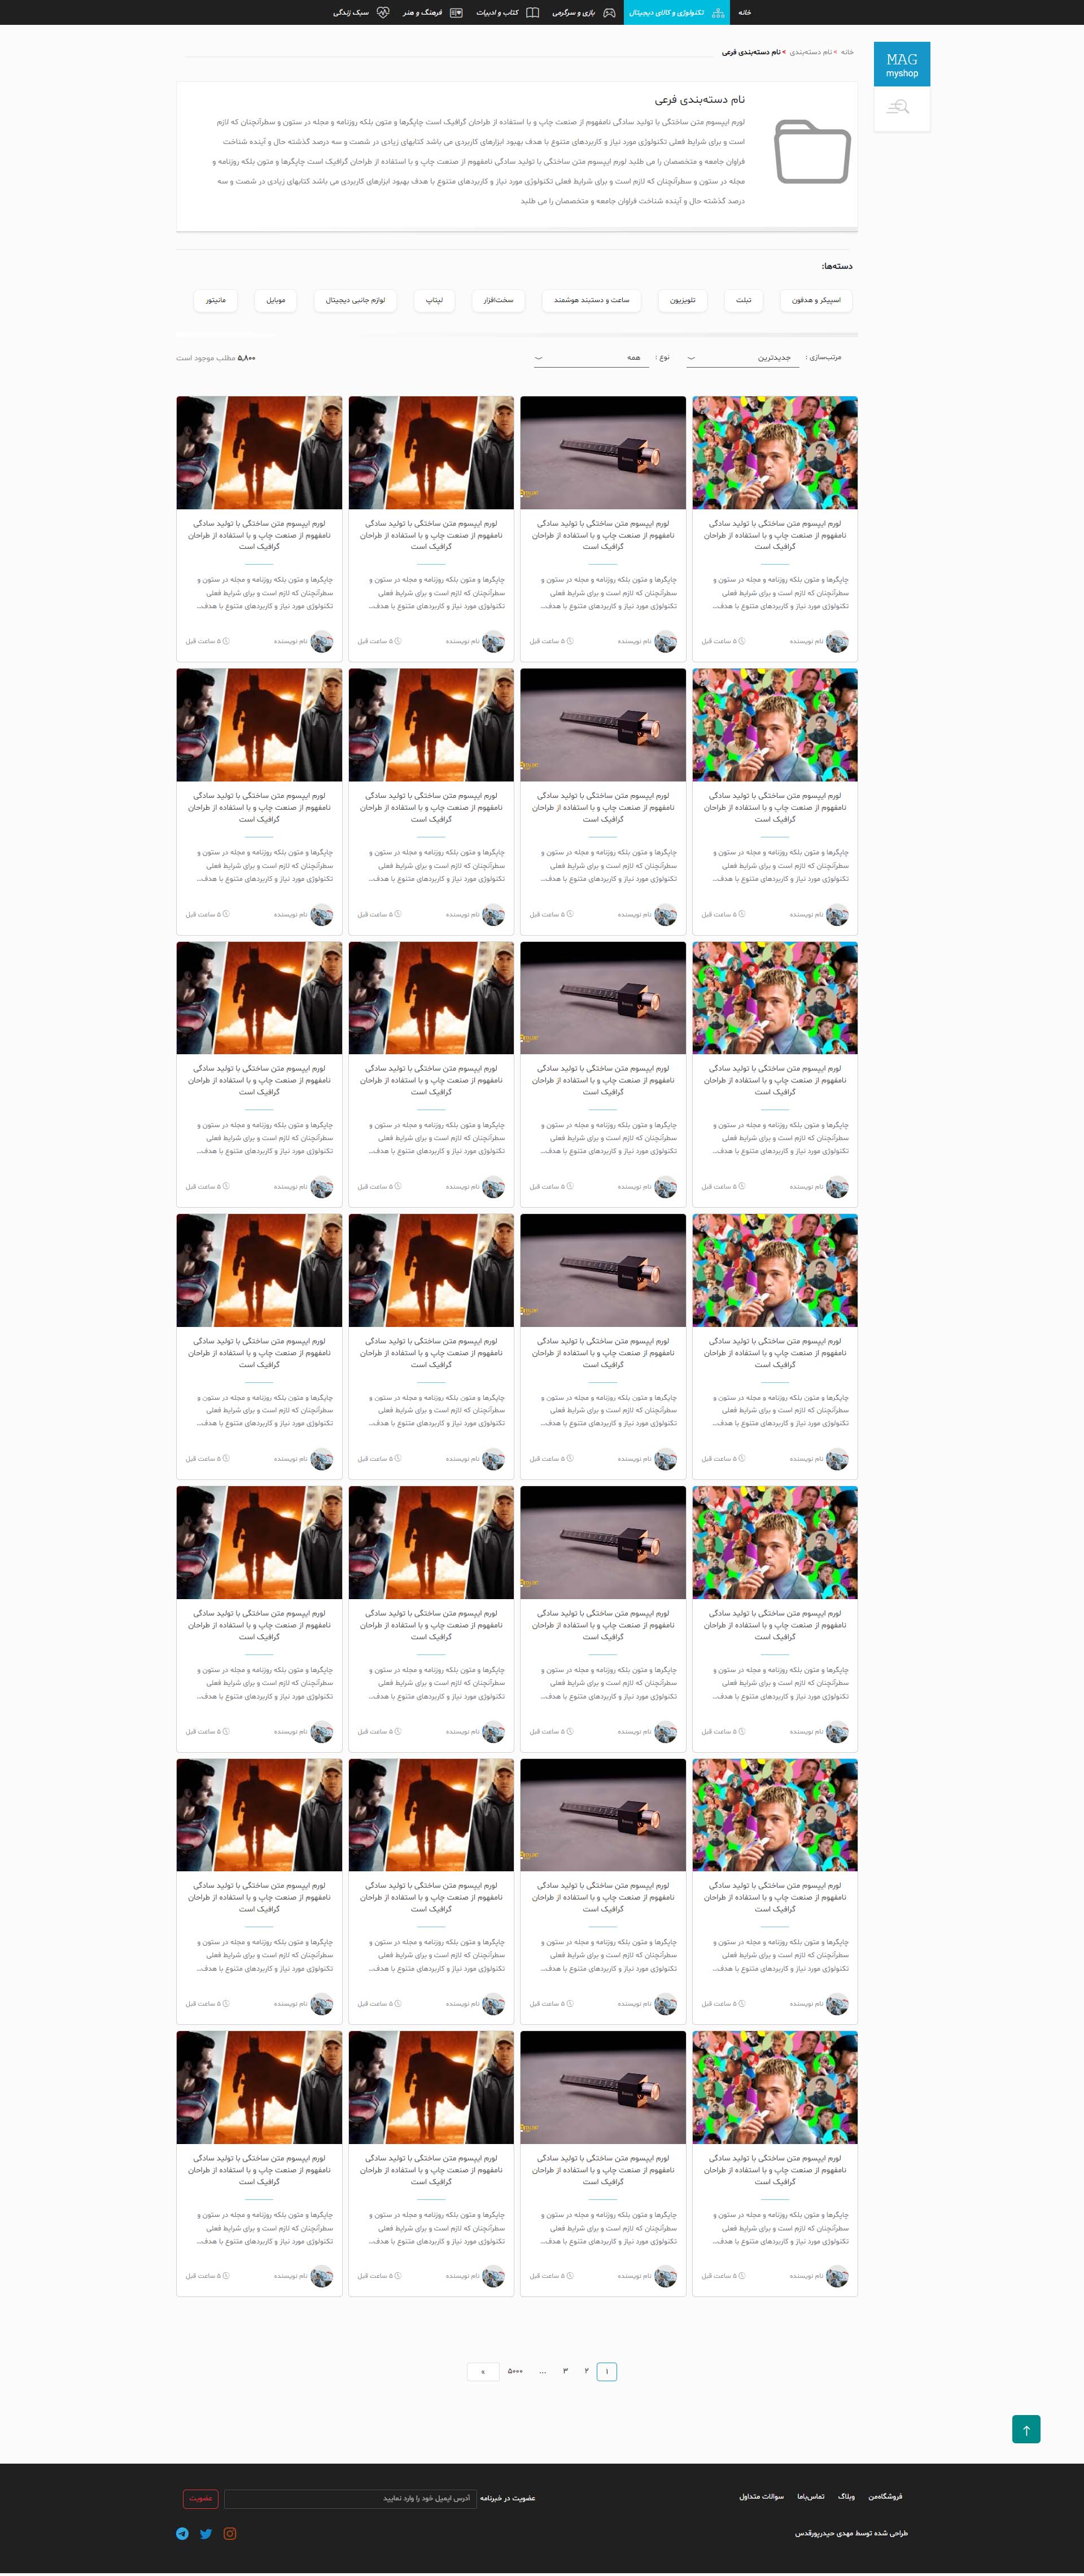 خانه
تکنولوژی و کالای دیجیتال
بازی و سرگرمی
کتاب و ادبیات
فرهنگ و هنر
سبک زندگی
MAG
myshop
خانه > نام دسته‌بندی > نام دسته‌بندی فرعی
نام دسته‌بندی فرعی
لورم ایپسوم متن ساختگی با تولید سادگی نامفهوم از صنعت چاپ و با استفاده از طراحان گرافیک است چاپگرها و متون بلکه روزنامه و مجله در ستون و سطرآنچنان که لازم
است و برای شرایط فعلی تکنولوژی مورد نیاز و کاربردهای متنوع با هدف بهبود ابزارهای کاربردی می باشد کتابهای زیادی در شصت و سه درصد گذشته حال و آینده شناخت
فراوان جامعه و متخصصان را می طلبد لورم ایپسوم متن ساختگی با تولید سادگی نامفهوم از صنعت چاپ و با استفاده از طراحان گرافیک است چاپگرها و متون بلکه روزنامه و
مجله در ستون و سطرآنچنان که لازم است و برای شرایط فعلی تکنولوژی مورد نیاز و کاربردهای متنوع با هدف بهبود ابزارهای کاربردی می باشد کتابهای زیادی در شصت و سه
درصد گذشته حال و آینده شناخت فراوان جامعه و متخصصان را می طلبد
دسته‌ها:
اسپیکر و هدفون
تبلت
تلویزیون
ساعت و دستبند هوشمند
سخت‌افزار
لپتاپ
لوازم جانبی دیجیتال
موبایل
مانیتور
مرتب‌سازی : جدیدترین
نوع : همه
۵,۸۰۰ مطلب موجود است
لورم ایپسوم متن ساختگی با تولید سادگی
نامفهوم از صنعت چاپ و با استفاده از طراحان
گرافیک است
چاپگرها و متون بلکه روزنامه و مجله در ستون و
سطرآنچنان که لازم است و برای شرایط فعلی
تکنولوژی مورد نیاز و کاربردهای متنوع با هدف...
نام نویسنده
۵ ساعت قبل
۱
۲
۳
...
۵۰۰۰
»
فروشگاه‌من
وبلاگ
تماس‌باما
سوالات متداول
عضویت در خبرنامه
آدرس ایمیل خود را وارد نمایید
عضویت
طراحی شده توسط مهدی حیدرپورقدس